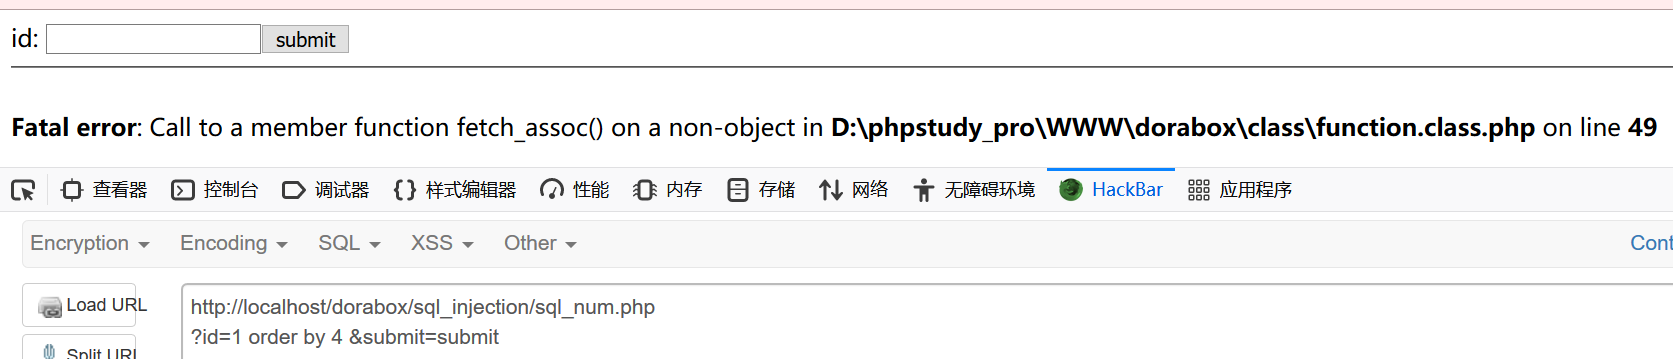 id: submit
Fatal error: Call to a member function fetch_assoc() on a non-object in D:\phpstudy_pro\WWW\dorabox\class\function.class.php on line 49
查看器 控制台 调试器 样式编辑器 性能 内存 存储 网络 无障碍环境 HackBar 应用程序
Encryption Encoding SQL XSS Other Cont
Load URL
http://localhost/dorabox/sql_injection/sql_num.php
?id=1 order by 4 &submit=submit
Split URL